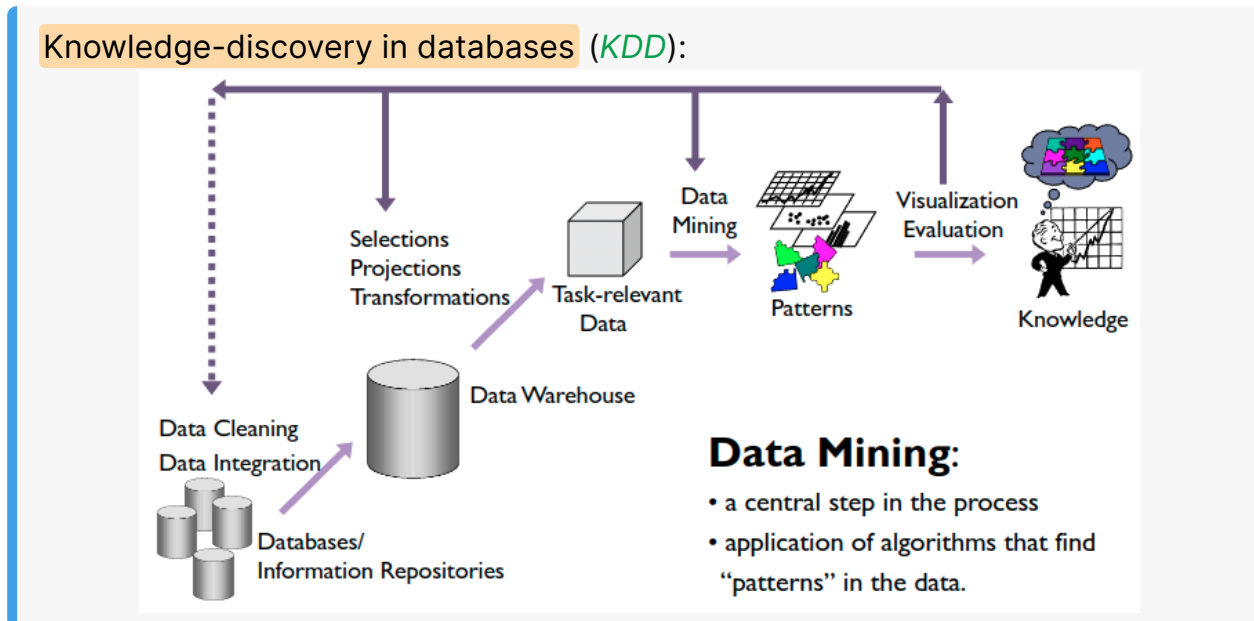 Knowledge-discovery in databases (KDD):
Selections
Projections
Transformations
Data
Mining
Visualization
Evaluation
Task-relevant
Data
Patterns
Knowledge
Data Warehouse
Data Cleaning
Data Integration
Databases/
Information Repositories
Data Mining:
• a central step in the process
• application of algorithms that find
“patterns” in the data.